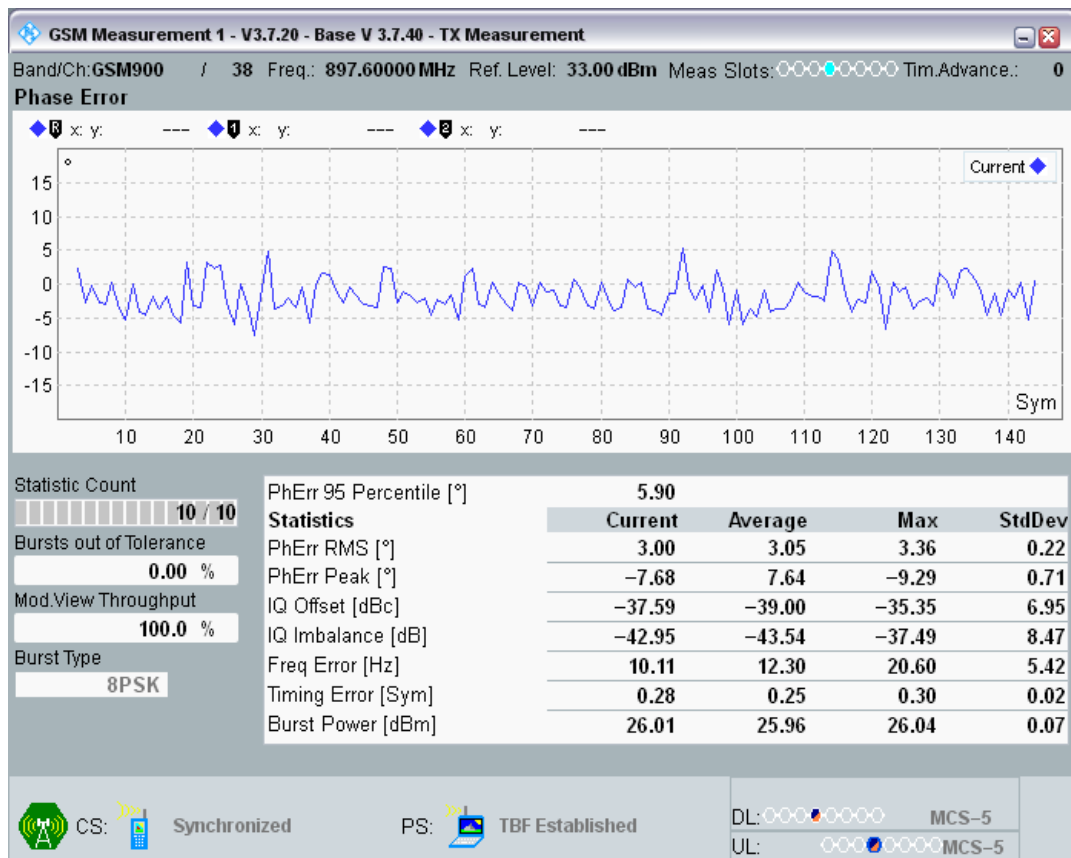 GSM Measurement 1 - V3.7.20 - Base V 3.7.40 - TX Measurement
Band/Ch:GSM900 / 38 Freq.: 897.60000 MHz Ref. Level: 33.00 dBm Meas Slots: Tim.Advance.: 0
Phase Error
R x: y: --- 1 x: y: --- 2 x: y: ---
°
Current
15
10
5
0
-5
-10
-15
Sym
10 20 30 40 50 60 70 80 90 100 110 120 130 140
Statistic Count
10 / 10
Bursts out of Tolerance
0.00 %
Mod.View Throughput
100.0 %
Burst Type
8PSK
PhErr 95 Percentile [°] 5.90
Statistics Current Average Max StdDev
PhErr RMS [°] 3.00 3.05 3.36 0.22
PhErr Peak [°] −7.68 7.64 −9.29 0.71
IQ Offset [dBc] −37.59 −39.00 −35.35 6.95
IQ Imbalance [dB] −42.95 −43.54 −37.49 8.47
Freq Error [Hz] 10.11 12.30 20.60 5.42
Timing Error [Sym] 0.28 0.25 0.30 0.02
Burst Power [dBm] 26.01 25.96 26.04 0.07
CS: Synchronized PS: TBF Established
DL: MCS−5
UL: MCS−5